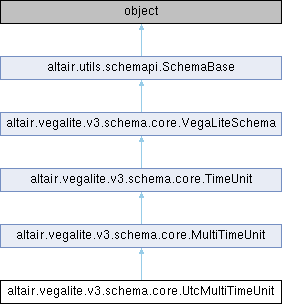 object
altair.utils.schemapi.SchemaBase
altair.vegalite.v3.schema.core.VegaLiteSchema
altair.vegalite.v3.schema.core.TimeUnit
altair.vegalite.v3.schema.core.MultiTimeUnit
altair.vegalite.v3.schema.core.UtcMultiTimeUnit